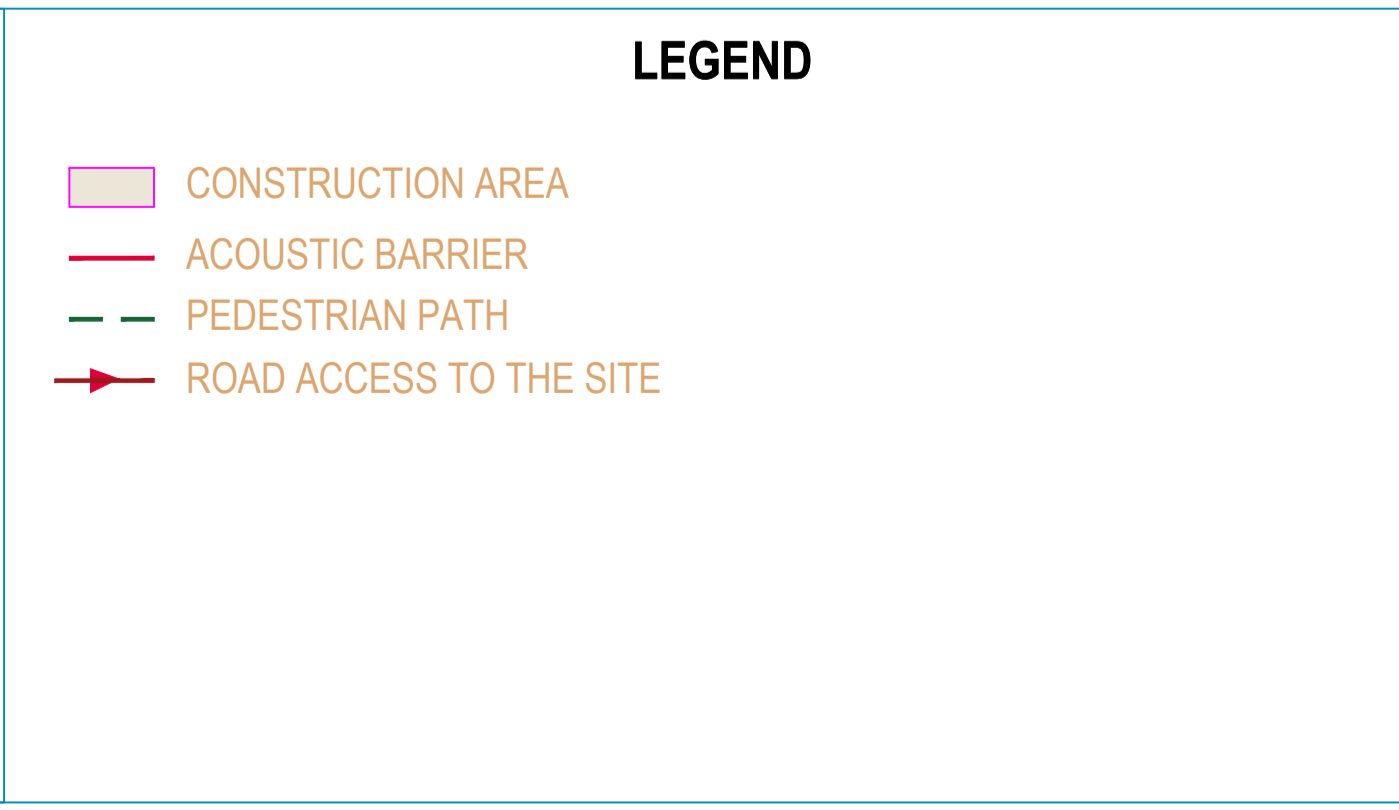 LEGEND
CONSTRUCTION AREA
ACOUSTIC BARRIER
PEDESTRIAN PATH
ROAD ACCESS TO THE SITE